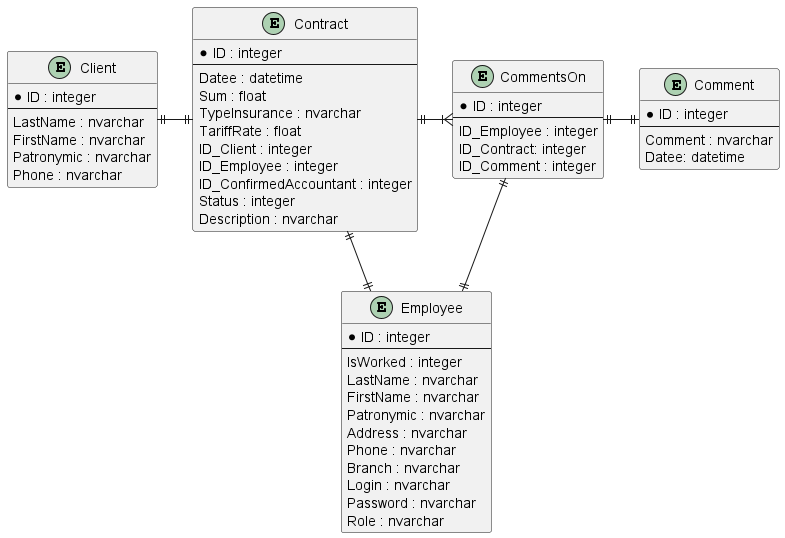 E Client
* ID : integer
LastName : nvarchar
FirstName : nvarchar
Patronymic : nvarchar
Phone : nvarchar
E Contract
* ID : integer
Datee : datetime
Sum : float
TypeInsurance : nvarchar
TariffRate : float
ID_Client : integer
ID_Employee : integer
ID_ConfirmedAccountant : integer
Status : integer
Description : nvarchar
E CommentsOn
* ID : integer
ID_Employee : integer
ID_Contract: integer
ID_Comment : integer
E Comment
* ID : integer
Comment : nvarchar
Datee: datetime
E Employee
* ID : integer
IsWorked : integer
LastName : nvarchar
FirstName : nvarchar
Patronymic : nvarchar
Address : nvarchar
Phone : nvarchar
Branch : nvarchar
Login : nvarchar
Password : nvarchar
Role : nvarchar